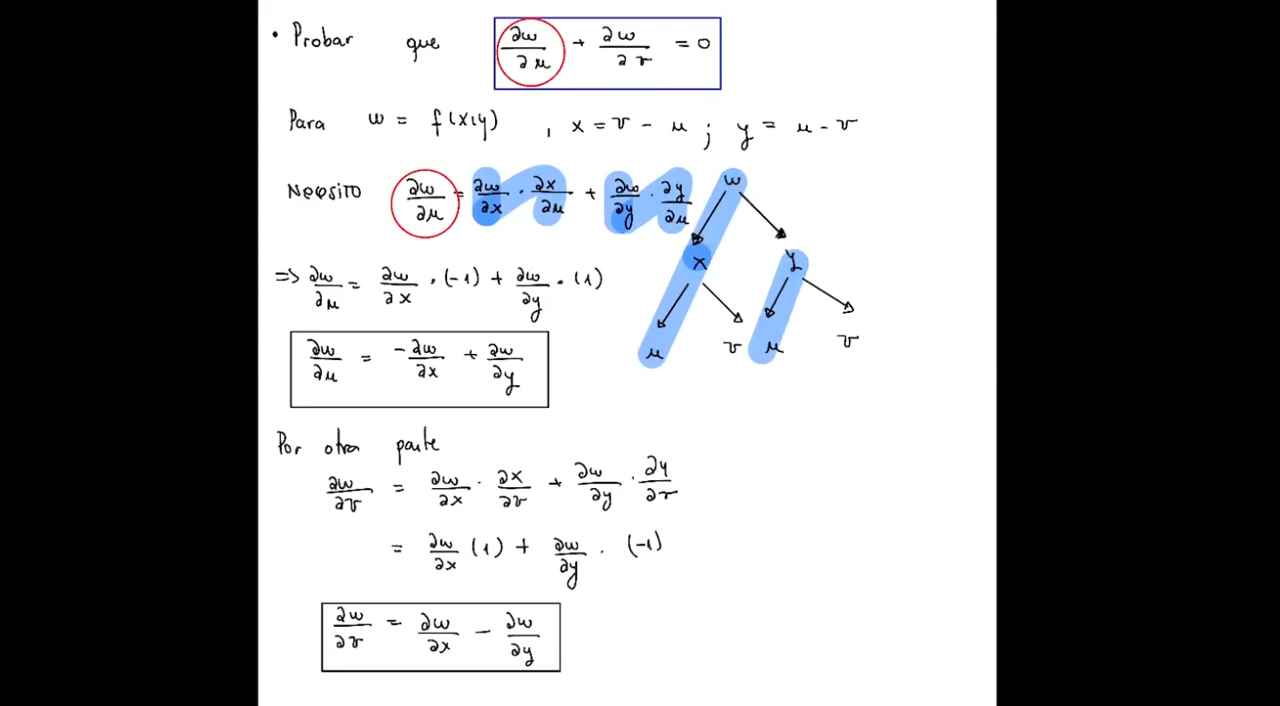 • Probar que ∂w/∂μ + ∂w/∂v = 0
Para w = f(x,y) , x = v - μ ; y = μ - v
Necesito ∂w/∂μ = ∂w/∂x · ∂x/∂μ + ∂w/∂y · ∂y/∂μ
w
x y
μ v μ v
=> ∂w/∂μ = ∂w/∂x · (-1) + ∂w/∂y · (1)
∂w/∂μ = -∂w/∂x + ∂w/∂y
Por otra parte
∂w/∂v = ∂w/∂x · ∂x/∂v + ∂w/∂y · ∂y/∂v
= ∂w/∂x (1) + ∂w/∂y · (-1)
∂w/∂v = ∂w/∂x - ∂w/∂y